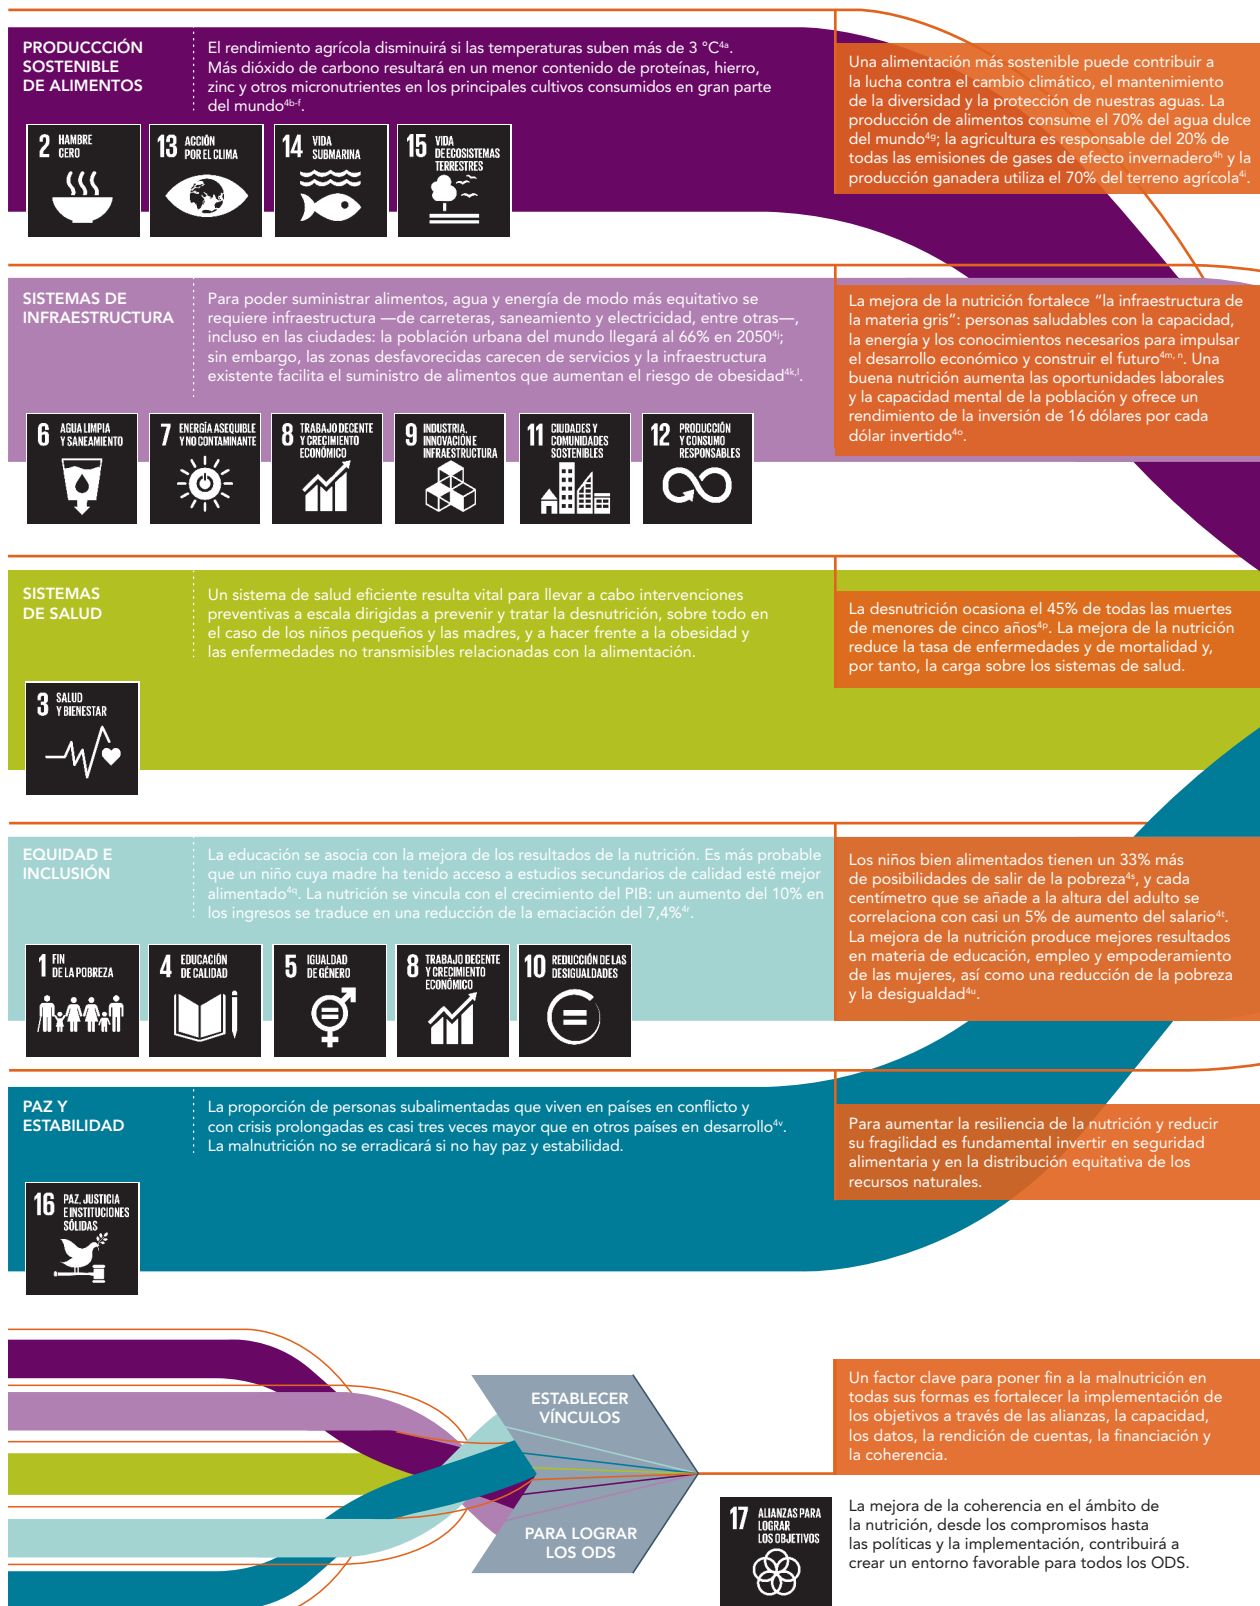 PRODUCCCIÓN
SOSTENIBLE
DE ALIMENTOS
El rendimiento agrícola disminuirá si las temperaturas suben más de 3 °C4a.
Más dióxido de carbono resultará en un menor contenido de proteínas, hierro,
zinc y otros micronutrientes en los principales cultivos consumidos en gran parte
del mundo4b-f.
2 HAMBRE
CERO
13 ACCIÓN
POR EL CLIMA
14 VIDA
SUBMARINA
15 VIDA
DE ECOSISTEMAS
TERRESTRES
Una alimentación más sostenible puede contribuir a
la lucha contra el cambio climático, el mantenimiento
de la diversidad y la protección de nuestras aguas. La
producción de alimentos consume el 70% del agua dulce
del mundo4g; la agricultura es responsable del 20% de
todas las emisiones de gases de efecto invernadero4h y la
producción ganadera utiliza el 70% del terreno agrícola4i.
SISTEMAS DE
INFRAESTRUCTURA
Para poder suministrar alimentos, agua y energía de modo más equitativo se
requiere infraestructura —de carreteras, saneamiento y electricidad, entre otras—,
incluso en las ciudades: la población urbana del mundo llegará al 66% en 20504j;
sin embargo, las zonas desfavorecidas carecen de servicios y la infraestructura
existente facilita el suministro de alimentos que aumentan el riesgo de obesidad4k,l.
6 AGUA LIMPIA
Y SANEAMIENTO
7 ENERGÍA ASEQUIBLE
Y NO CONTAMINANTE
8 TRABAJO DECENTE
Y CRECIMIENTO
ECONÓMICO
9 INDUSTRIA,
INNOVACIÓN E
INFRAESTRUCTURA
11 CIUDADES Y
COMUNIDADES
SOSTENIBLES
12 PRODUCCIÓN
Y CONSUMO
RESPONSABLES
La mejora de la nutrición fortalece “la infraestructura de
la materia gris”: personas saludables con la capacidad,
la energía y los conocimientos necesarios para impulsar
el desarrollo económico y construir el futuro4m, n. Una
buena nutrición aumenta las oportunidades laborales
y la capacidad mental de la población y ofrece un
rendimiento de la inversión de 16 dólares por cada
dólar invertido4o.
SISTEMAS
DE SALUD
Un sistema de salud eficiente resulta vital para llevar a cabo intervenciones
preventivas a escala dirigidas a prevenir y tratar la desnutrición, sobre todo en
el caso de los niños pequeños y las madres, y a hacer frente a la obesidad y
las enfermedades no transmisibles relacionadas con la alimentación.
3 SALUD
Y BIENESTAR
La desnutrición ocasiona el 45% de todas las muertes
de menores de cinco años4p. La mejora de la nutrición
reduce la tasa de enfermedades y de mortalidad y,
por tanto, la carga sobre los sistemas de salud.
EQUIDAD E
INCLUSIÓN
La educación se asocia con la mejora de los resultados de la nutrición. Es más probable
que un niño cuya madre ha tenido acceso a estudios secundarios de calidad esté mejor
alimentado4q. La nutrición se vincula con el crecimiento del PIB: un aumento del 10% en
los ingresos se traduce en una reducción de la emaciación del 7,4%4r.
1 FIN
DE LA POBREZA
4 EDUCACIÓN
DE CALIDAD
5 IGUALDAD
DE GÉNERO
8 TRABAJO DECENTE
Y CRECIMIENTO
ECONÓMICO
10 REDUCCIÓN DE LAS
DESIGUALDADES
Los niños bien alimentados tienen un 33% más
de posibilidades de salir de la pobreza4s, y cada
centímetro que se añade a la altura del adulto se
correlaciona con casi un 5% de aumento del salario4t.
La mejora de la nutrición produce mejores resultados
en materia de educación, empleo y empoderamiento
de las mujeres, así como una reducción de la pobreza
y la desigualdad4u.
PAZ Y
ESTABILIDAD
La proporción de personas subalimentadas que viven en países en conflicto y
con crisis prolongadas es casi tres veces mayor que en otros países en desarrollo4v.
La malnutrición no se erradicará si no hay paz y estabilidad.
16 PAZ, JUSTICIA
E INSTITUCIONES
SÓLIDAS
Para aumentar la resiliencia de la nutrición y reducir
su fragilidad es fundamental invertir en seguridad
alimentaria y en la distribución equitativa de los
recursos naturales.
ESTABLECER
VÍNCULOS
PARA LOGRAR
LOS ODS
Un factor clave para poner fin a la malnutrición en
todas sus formas es fortalecer la implementación de
los objetivos a través de las alianzas, la capacidad,
los datos, la rendición de cuentas, la financiación y
la coherencia.
17 ALIANZAS PARA
LOGRAR
LOS OBJETIVOS
La mejora de la coherencia en el ámbito de
la nutrición, desde los compromisos hasta
las políticas y la implementación, contribuirá a
crear un entorno favorable para todos los ODS.